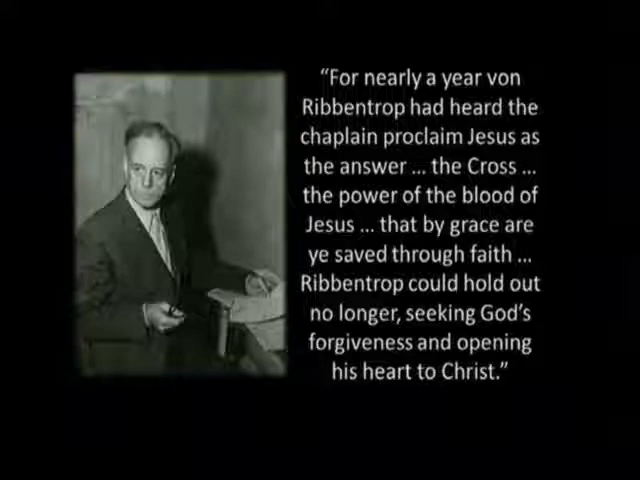 “For nearly a year von
Ribbentrop had heard the
chaplain proclaim Jesus as
the answer ... the Cross ...
the power of the blood of
Jesus ... that by grace are
ye saved through faith ...
Ribbentrop could hold out
no longer, seeking God’s
forgiveness and opening
his heart to Christ.”